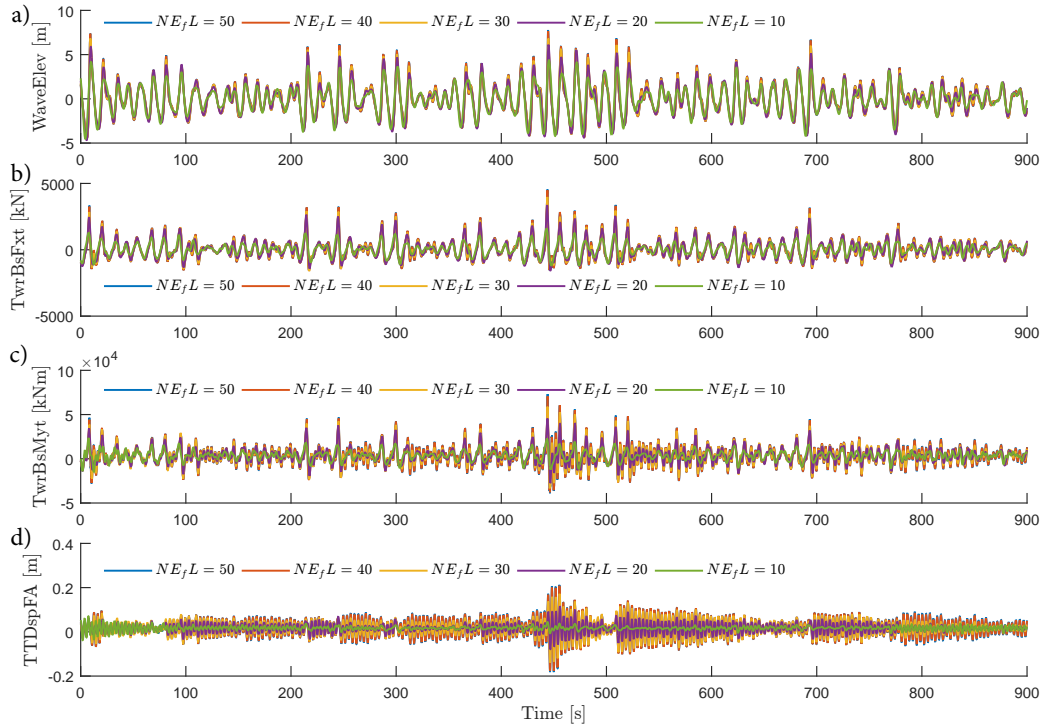 a)
WaveElev [m]
NE_fL = 50 NE_fL = 40 NE_fL = 30 NE_fL = 20 NE_fL = 10
10
5
0
-5
0 100 200 300 400 500 600 700 800 900
b)
TwrBsFxt [kN]
5000
0
-5000
NE_fL = 50 NE_fL = 40 NE_fL = 30 NE_fL = 20 NE_fL = 10
0 100 200 300 400 500 600 700 800 900
c)
TwrBsMyt [kNm]
× 10^4
10
5
0
-5
NE_fL = 50 NE_fL = 40 NE_fL = 30 NE_fL = 20 NE_fL = 10
0 100 200 300 400 500 600 700 800 900
d)
TTDspFA [m]
0.4
0.2
0
-0.2
NE_fL = 50 NE_fL = 40 NE_fL = 30 NE_fL = 20 NE_fL = 10
0 100 200 300 400 500 600 700 800 900
Time [s]